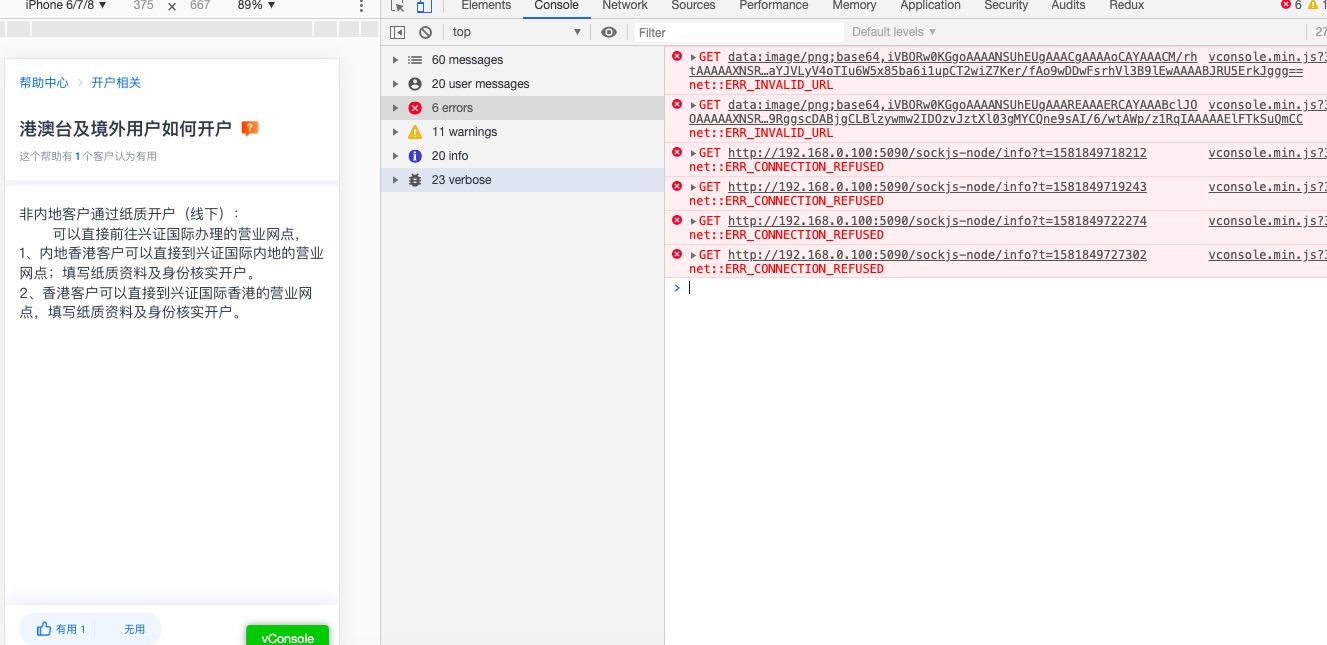 iPhone 6/7/8 ▼ 375 × 667 89% ▼
Elements Console Network Sources Performance Memory Application Security Audits Redux 6 1
top ▼ Filter Default levels ▼ 27
帮助中心 > 开户相关
港澳台及境外用户如何开户
这个帮助有1个客户认为有用
非内地客户通过纸质开户（线下）：
可以直接前往兴证国际办理的营业网点，
1、内地香港客户可以直接到兴证国际内地的营业
网点；填写纸质资料及身份核实开户。
2、香港客户可以直接到兴证国际香港的营业网
点，填写纸质资料及身份核实开户。
有用 1 无用
vConsole
60 messages
20 user messages
6 errors
11 warnings
20 info
23 verbose
GET data:image/png;base64,iVBORw0KGgoAAAANSUhEUgAAACgAAAAoCAYAAACM/rh vconsole.min.js?
tAAAAAXNSR…aYJVLyV4oTIu6W5x85ba6i1upCT2wiZ7Ker/fAo9wDDwFsrhVl3B9lEwAAAABJRU5ErkJggg==
net::ERR_INVALID_URL
GET data:image/png;base64,iVBORw0KGgoAAAANSUhEUgAAAREAAAERCAYAAABclJO vconsole.min.js?
OAAAAAXNSR…9RggscDABjgCLBlzywmw2IDOzvJztXl03gMYCQne9sAI/6/wtAWp/z1RqIAAAAAElFTkSuQmCC
net::ERR_INVALID_URL
GET http://192.168.0.100:5090/sockjs-node/info?t=1581849718212 vconsole.min.js?
net::ERR_CONNECTION_REFUSED
GET http://192.168.0.100:5090/sockjs-node/info?t=1581849719243 vconsole.min.js?
net::ERR_CONNECTION_REFUSED
GET http://192.168.0.100:5090/sockjs-node/info?t=1581849722274 vconsole.min.js?
net::ERR_CONNECTION_REFUSED
GET http://192.168.0.100:5090/sockjs-node/info?t=1581849727302 vconsole.min.js?
net::ERR_CONNECTION_REFUSED